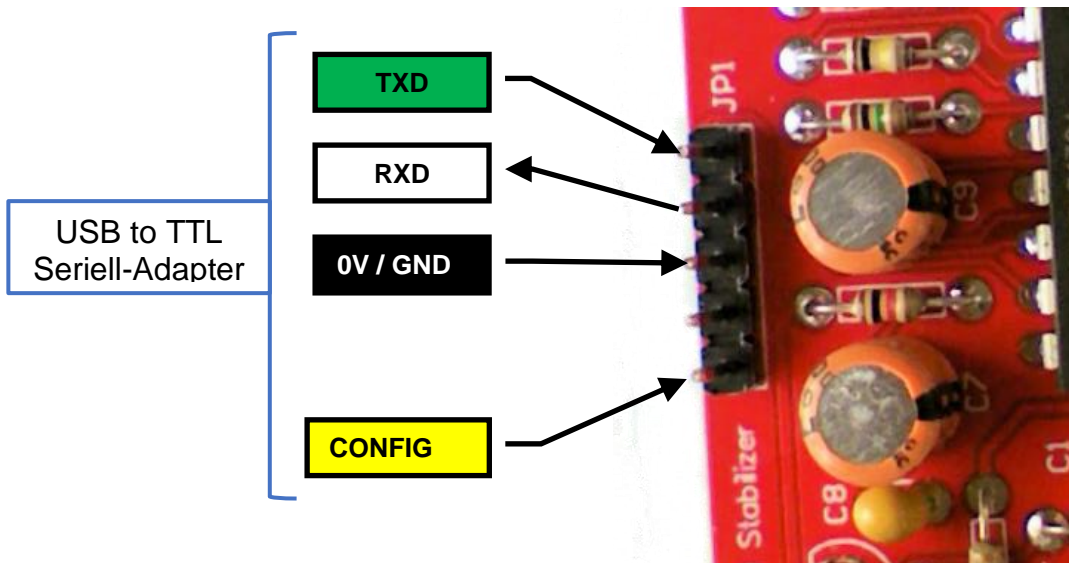 TXD
RXD
USB to TTL
Seriell-Adapter
0V / GND
CONFIG
JP1
C9
C7
Stabilizer
C8
C1